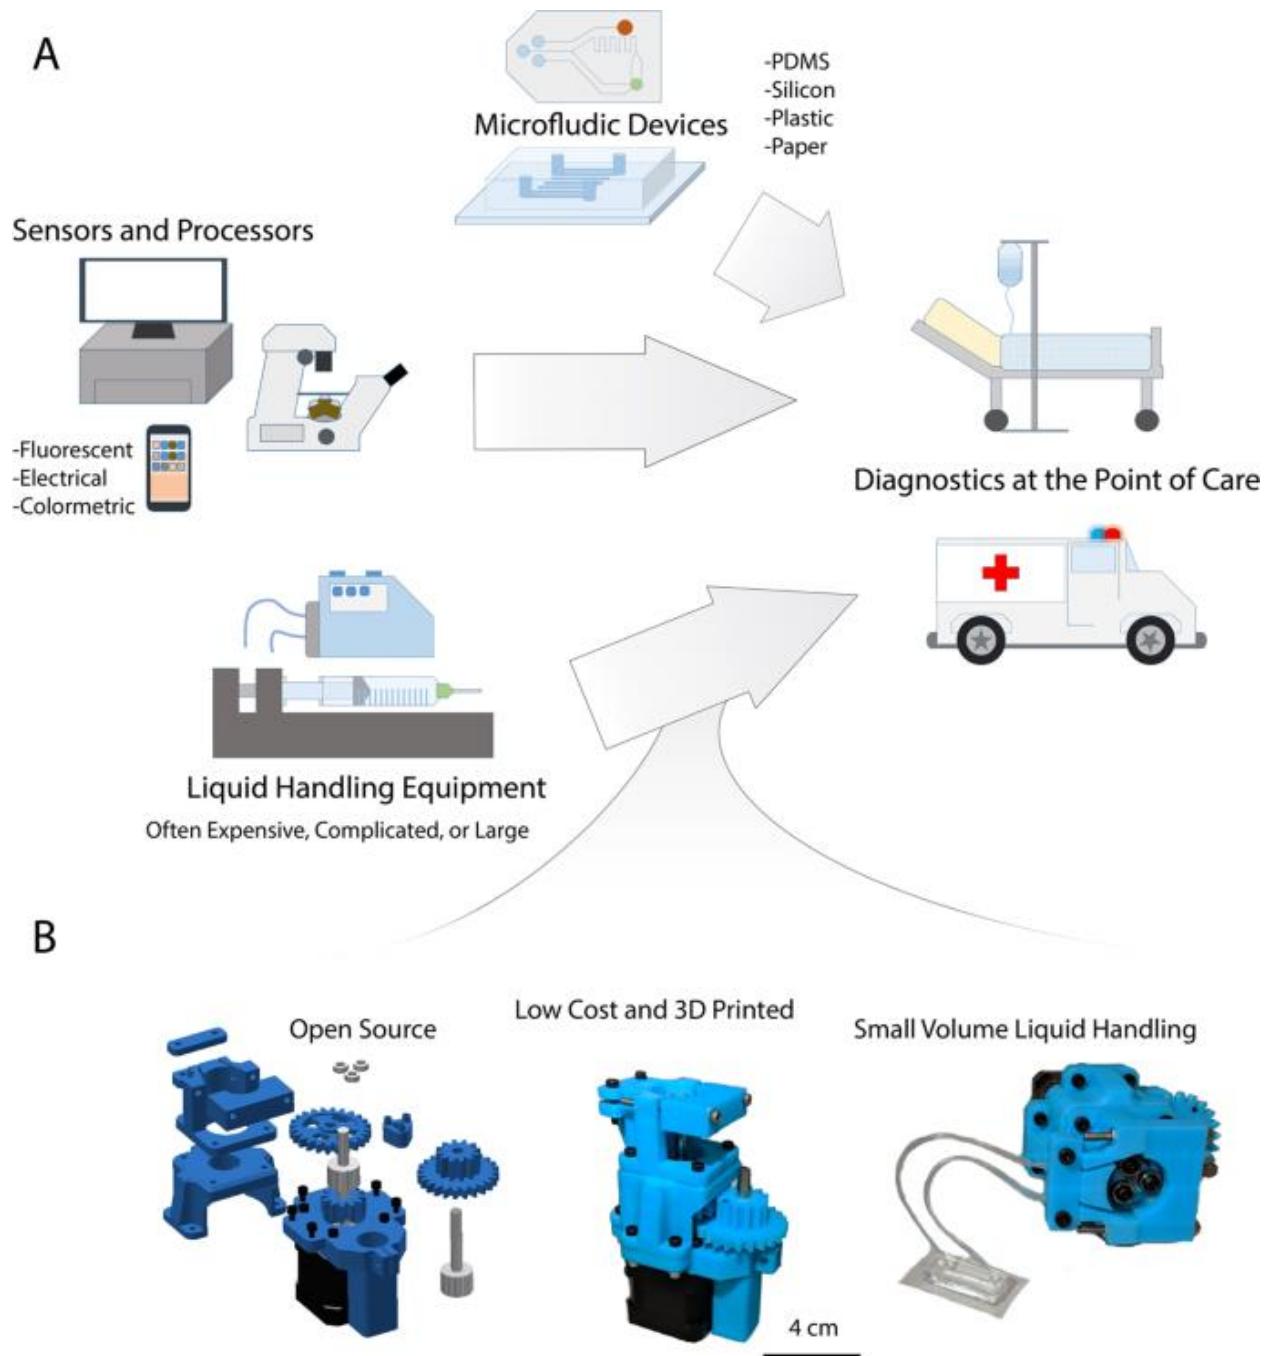 A
Microfludic Devices
-PDMS
-Silicon
-Plastic
-Paper
Sensors and Processors
-Fluorescent
-Electrical
-Colormetric
Diagnostics at the Point of Care
Liquid Handling Equipment
Often Expensive, Complicated, or Large
B
Open Source
Low Cost and 3D Printed
Small Volume Liquid Handling
4 cm